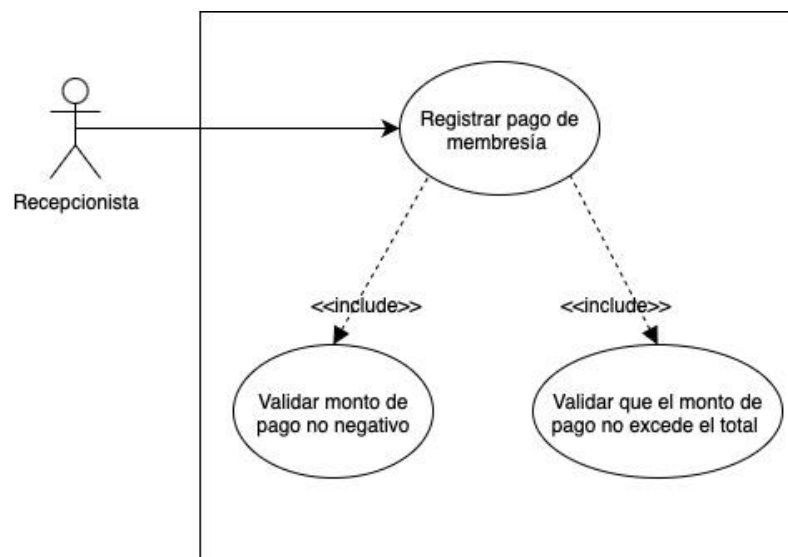 Registrar pago de
membresía
Recepcionista
<<include>>
<<include>>
Validar monto de
pago no negativo
Validar que el monto de
pago no excede el total